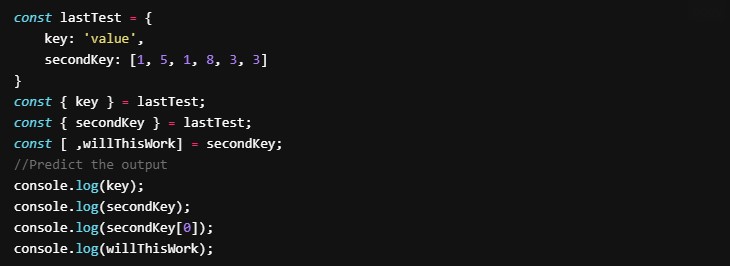 const lastTest = {
    key: 'value',
    secondKey: [1, 5, 1, 8, 3, 3]
}
const { key } = lastTest;
const { secondKey } = lastTest;
const [ ,willThisWork] = secondKey;
//Predict the output
console.log(key);
console.log(secondKey);
console.log(secondKey[0]);
console.log(willThisWork);